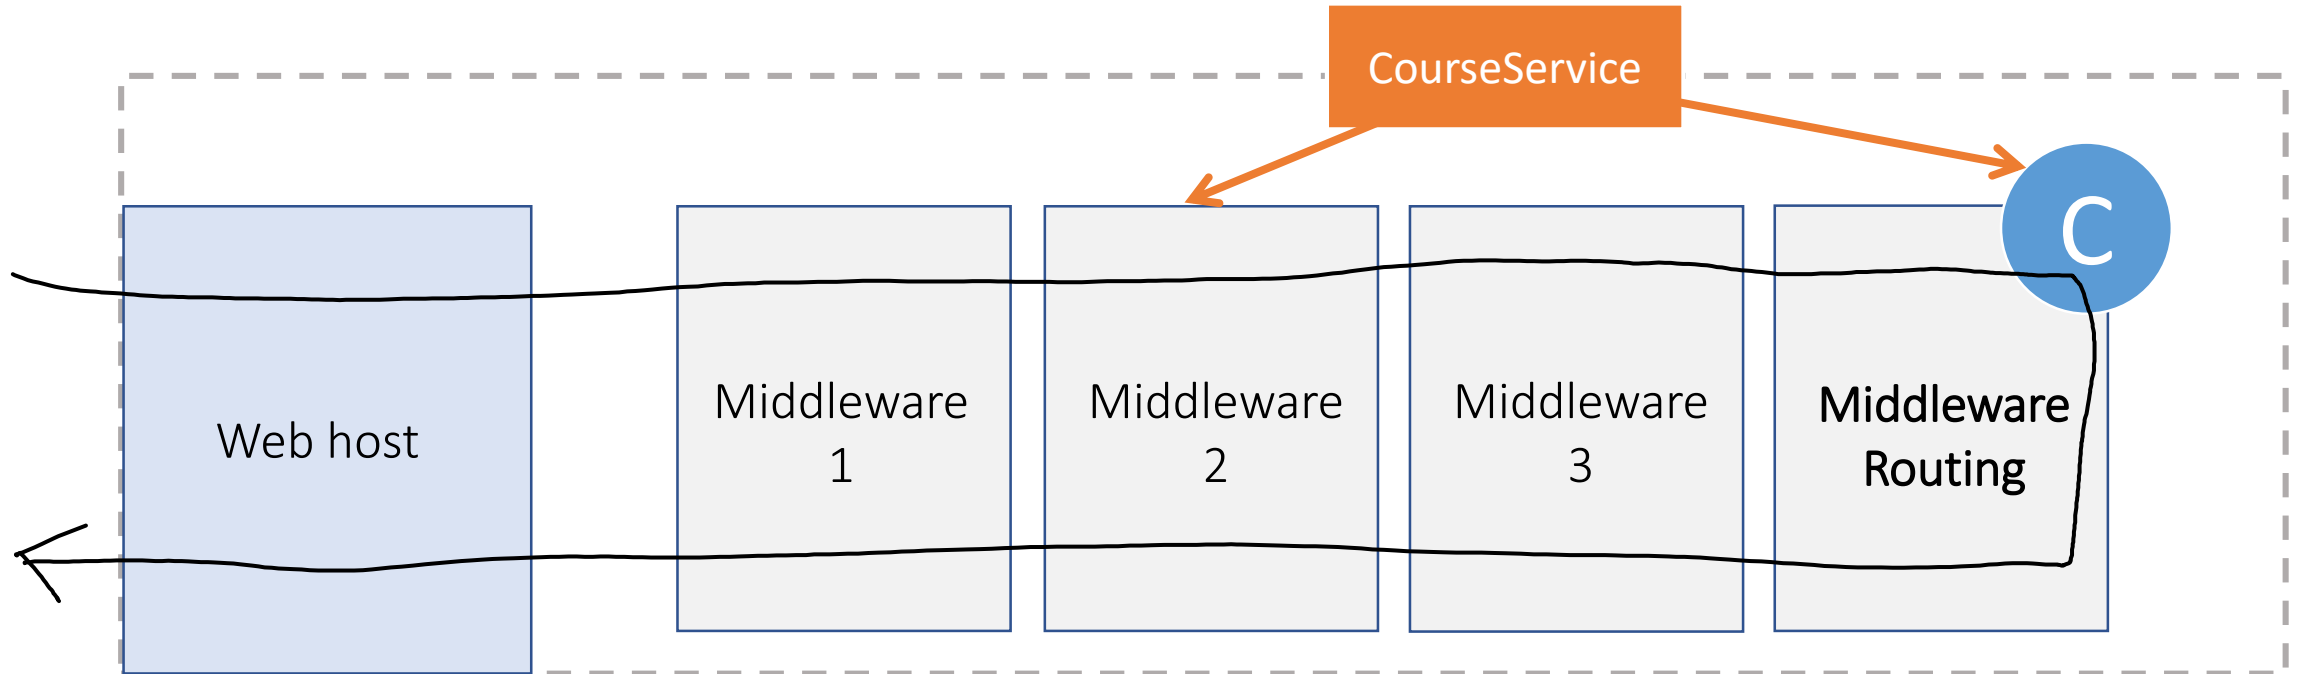 CourseService
C
Web host
Middleware
1
Middleware
2
Middleware
3
Middleware
Routing